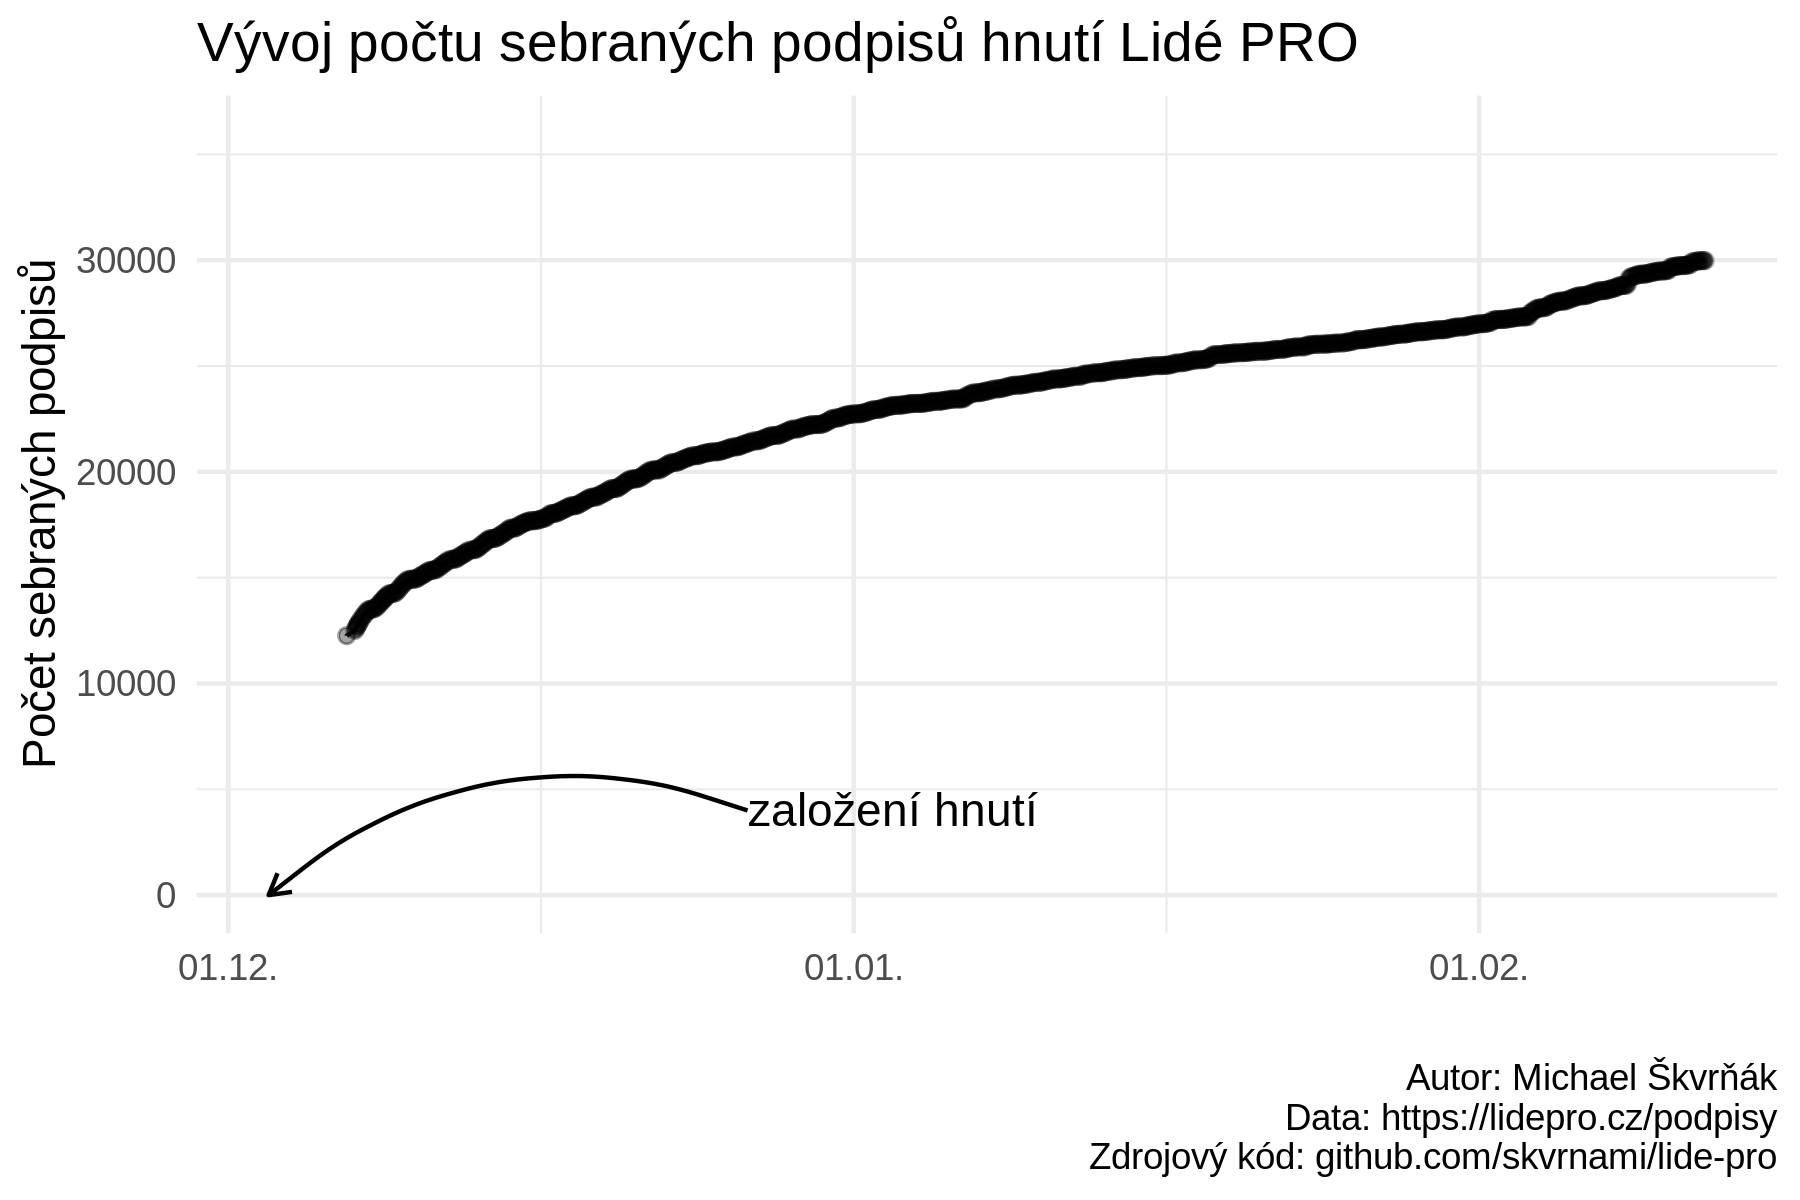 Vývoj počtu sebraných podpisů hnutí Lidé PRO
Počet sebraných podpisů
30000
20000
10000
0
založení hnutí
01.12.
01.01.
01.02.
Autor: Michael Škvrňák
Data: https://lidepro.cz/podpisy
Zdrojový kód: github.com/skvrnami/lide-pro